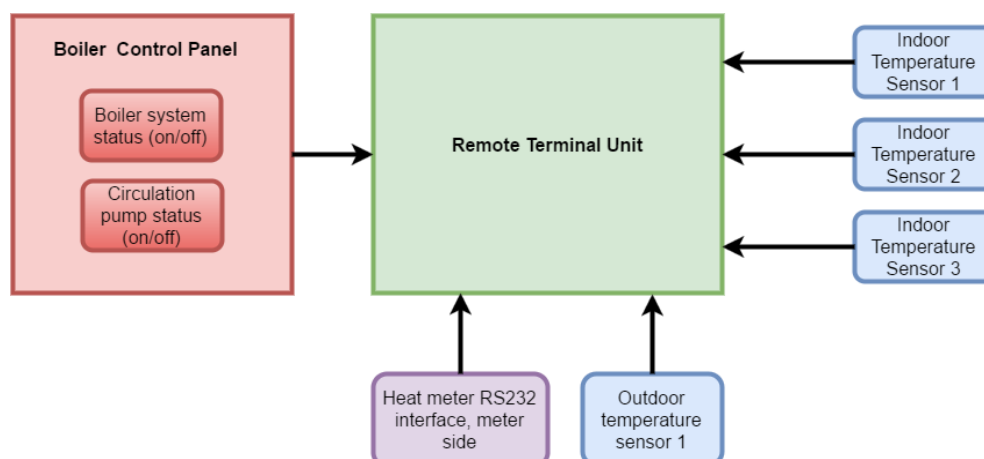 Boiler  Control Panel
Boiler system
status (on/off)
Circulation
pump status
(on/off)
Remote Terminal Unit
Indoor
Temperature
Sensor 1
Indoor
Temperature
Sensor 2
Indoor
Temperature
Sensor 3
Heat meter RS232
interface, meter
side
Outdoor
temperature
sensor 1